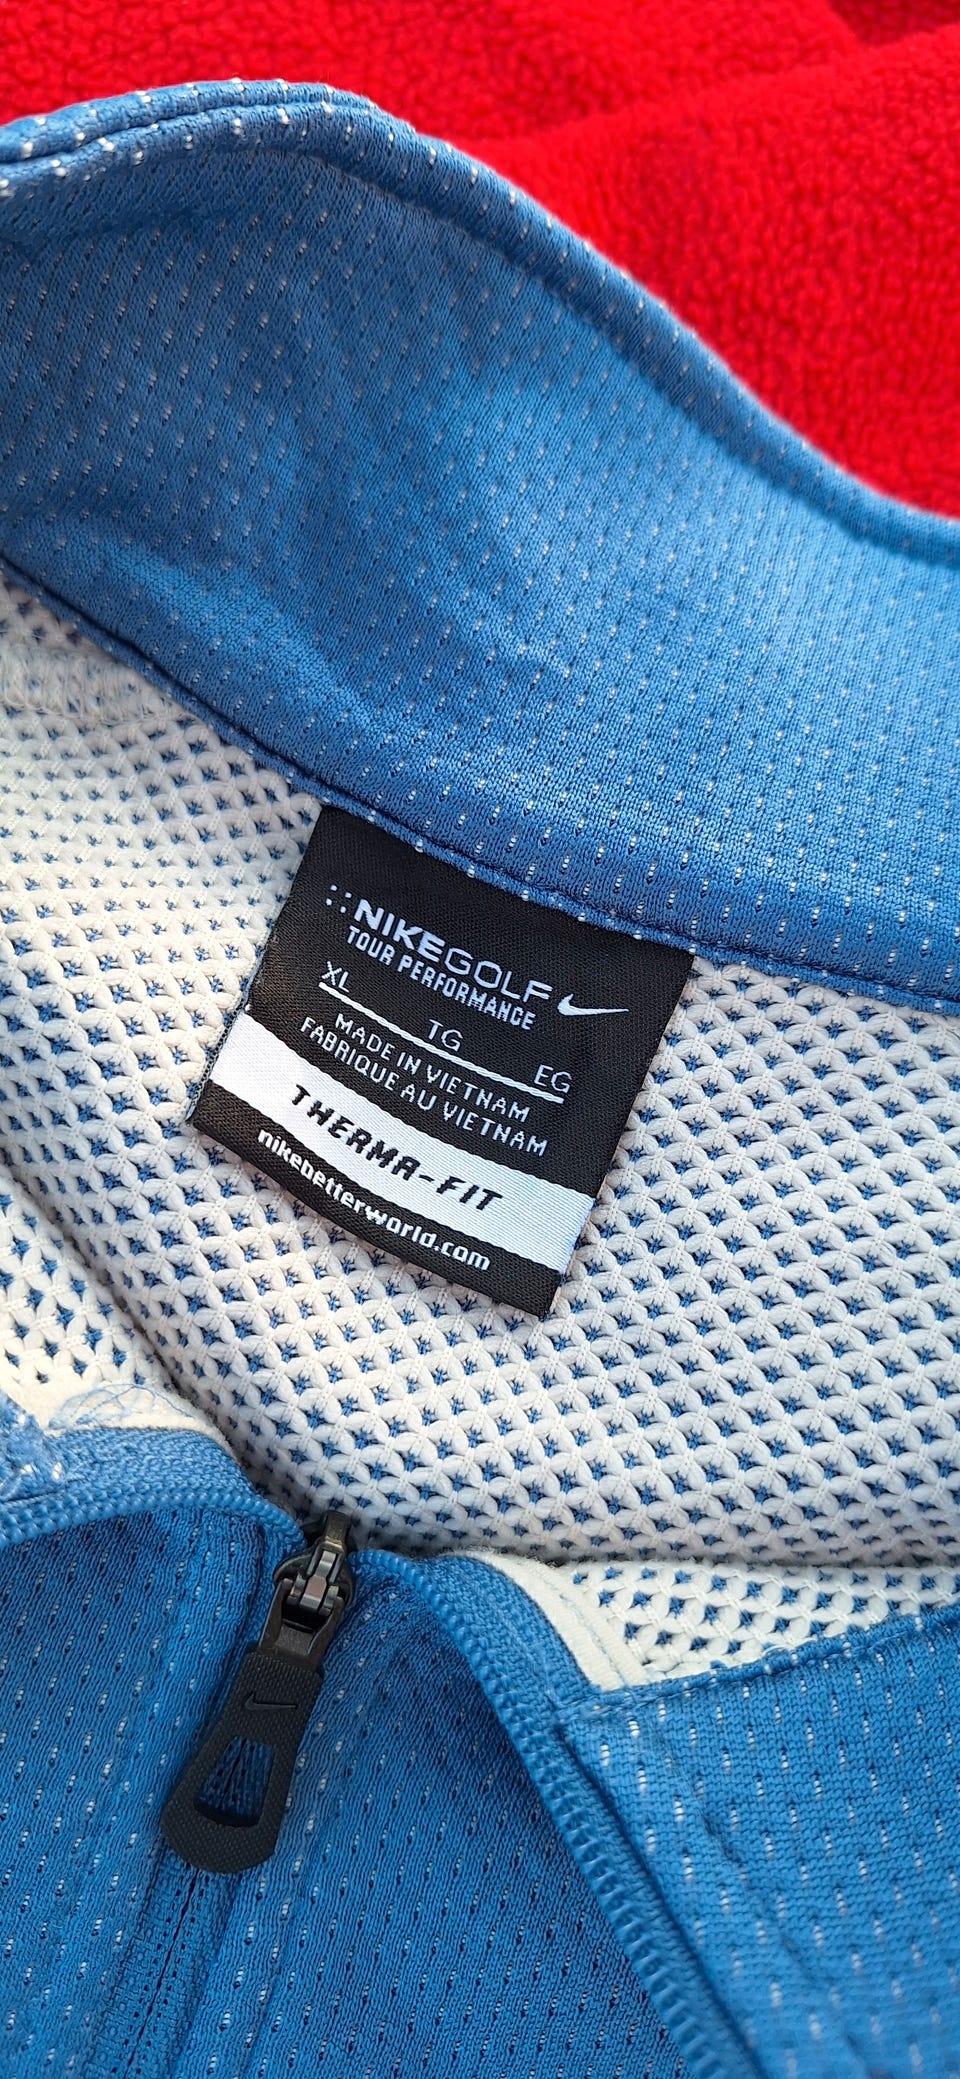 NIKEGOLF
TOUR PERFORMANCE
XL TG EG
MADE IN VIETNAM
FABRIQUE AU VIETNAM
THERMA-FIT
nikebetterworld.com